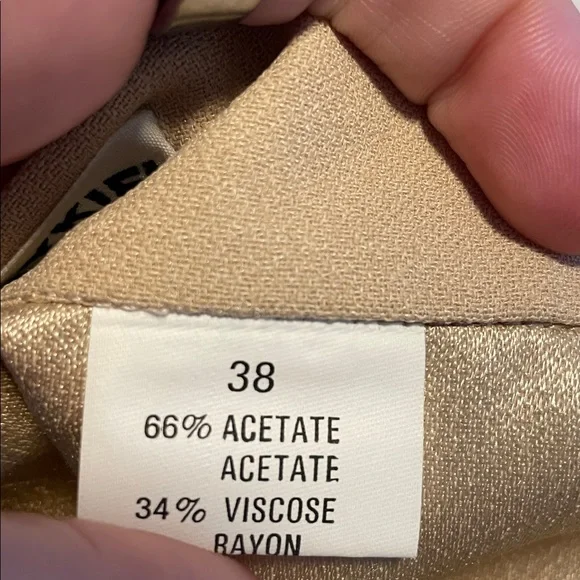 38
66% ACETATE
ACETATE
34% VISCOSE
RAYON